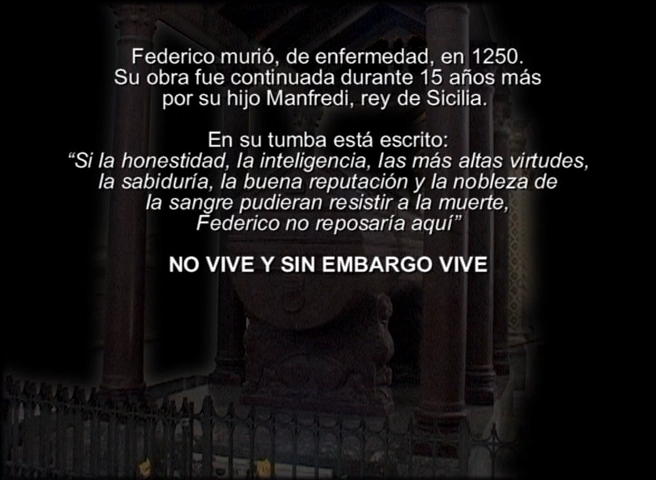 Federico murió, de enfermedad, en 1250.
Su obra fue continuada durante 15 años más
por su hijo Manfredi, rey de Sicilia.
En su tumba está escrito:
“Si la honestidad, la inteligencia, las más altas virtudes,
la sabiduría, la buena reputación y la nobleza de
la sangre pudieran resistir a la muerte,
Federico no reposaría aquí”
NO VIVE Y SIN EMBARGO VIVE